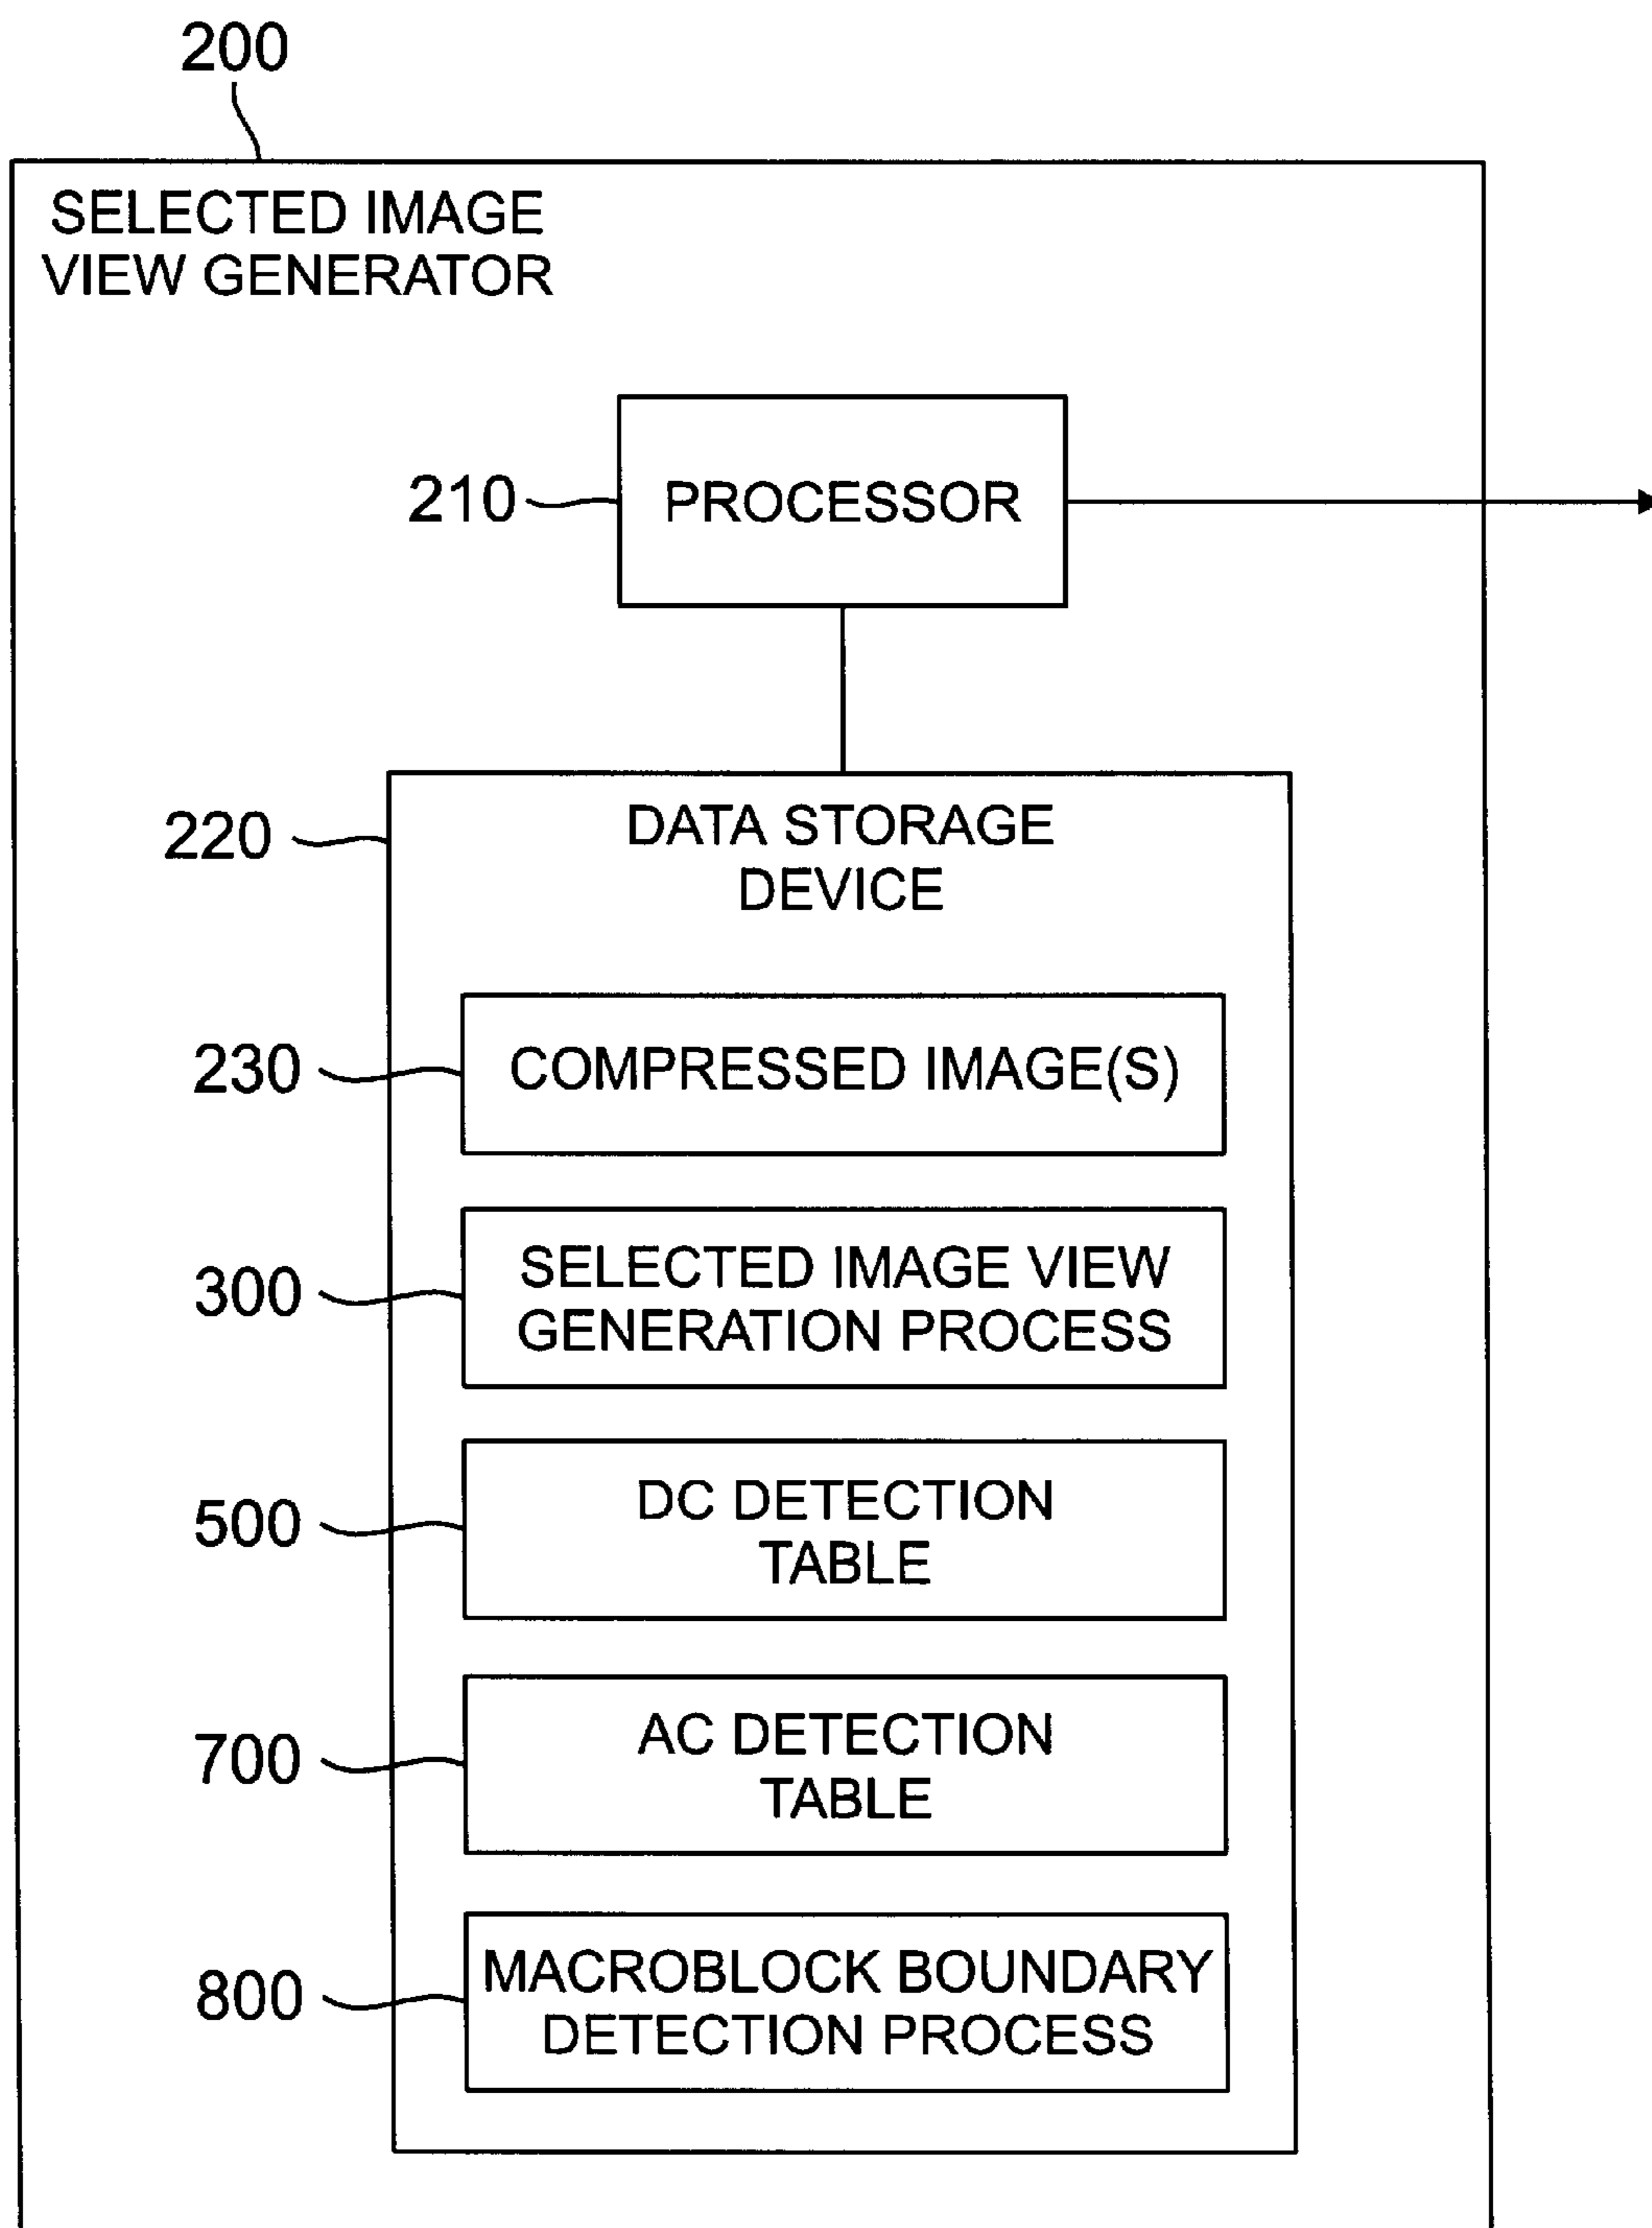 200
SELECTED IMAGE
VIEW GENERATOR
210
PROCESSOR
220
DATA STORAGE
DEVICE
230
COMPRESSED IMAGE(S)
300
SELECTED IMAGE VIEW
GENERATION PROCESS
500
DC DETECTION
TABLE
700
AC DETECTION
TABLE
800
MACROBLOCK BOUNDARY
DETECTION PROCESS